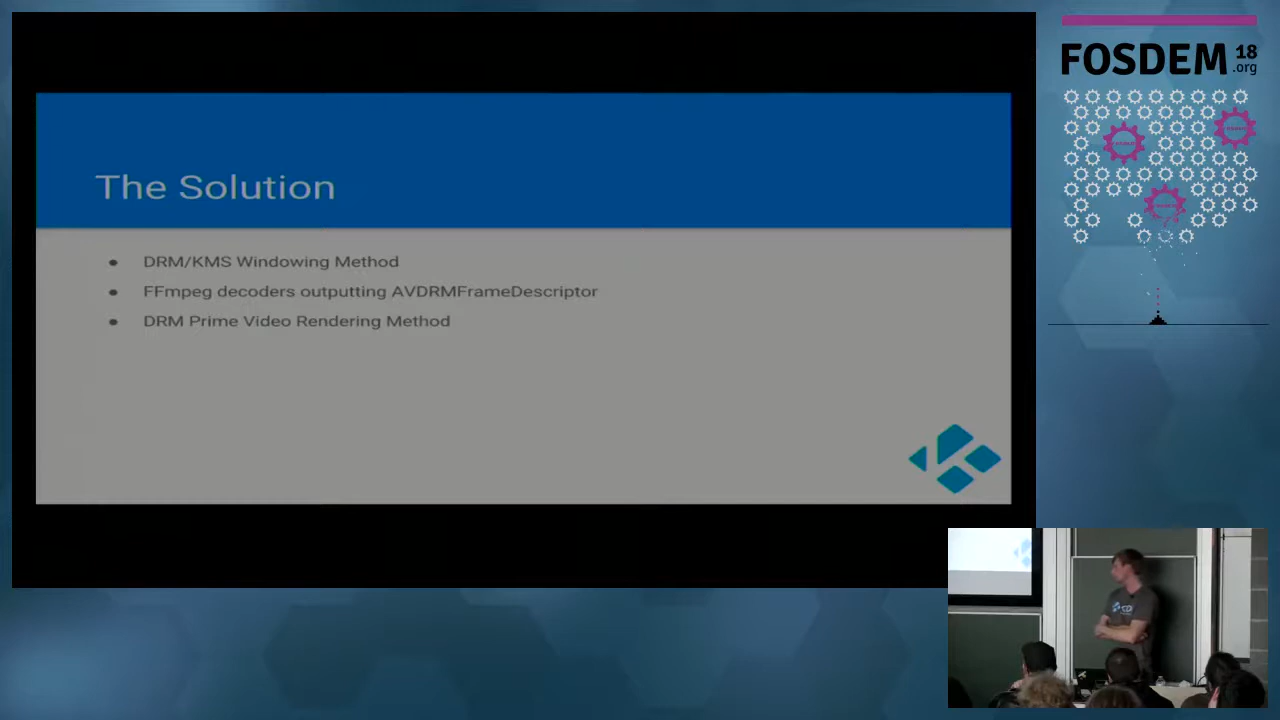 The Solution
DRM/KMS Windowing Method
FFmpeg decoders outputting AVDRMFrameDescriptor
DRM Prime Video Rendering Method
FOSDEM 18
.org